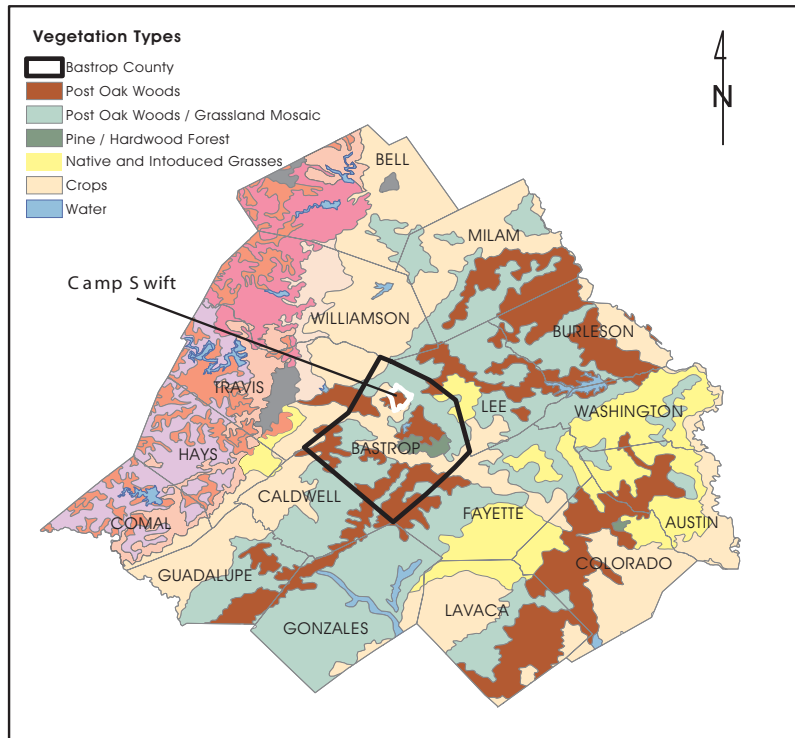 Vegetation Types
Bastrop County
Post Oak Woods
Post Oak Woods / Grassland Mosaic
Pine / Hardwood Forest
Native and Intoduced Grasses
Crops
Water
N
BELL
MILAM
Camp Swift
WILLIAMSON
BURLESON
TRAVIS
LEE
WASHINGTON
HAYS
BASTROP
CALDWELL
FAYETTE
COMAL
AUSTIN
COLORADO
GUADALUPE
LAVACA
GONZALES